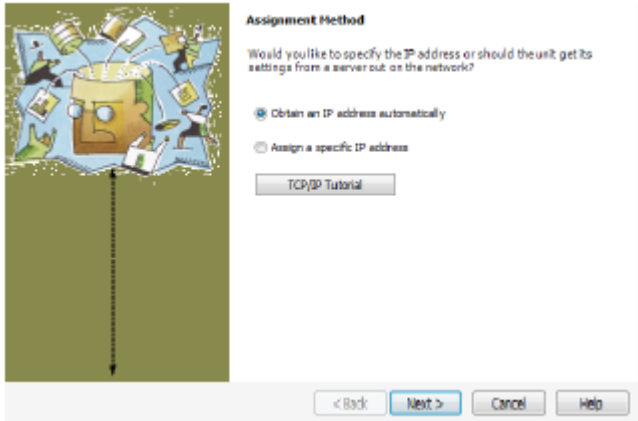 Assignment Method
Would you like to specify the IP address or should the unit get its
settings from a server out on the network?
Obtain an IP address automatically
Assign a specific IP address
TCP/IP Tutorial
< Back
Next >
Cancel
Help